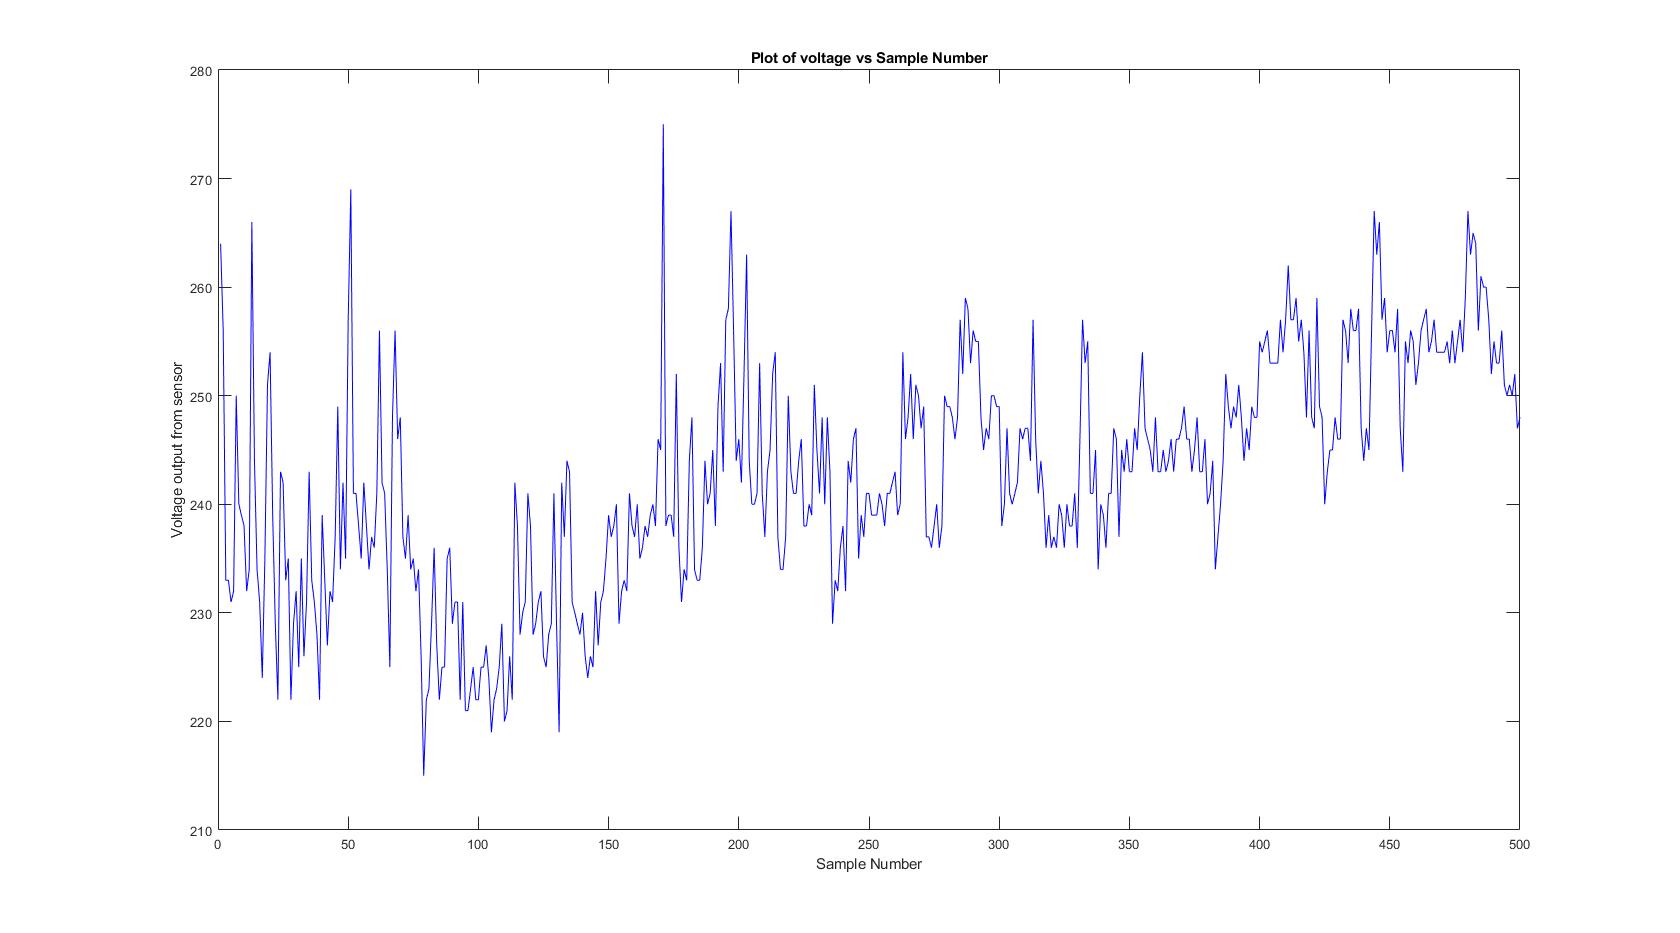 Plot of voltage vs Sample Number
280
270
260
250
240
230
220
210
Voltage output from sensor
0 50 100 150 200 250 300 350 400 450 500
Sample Number